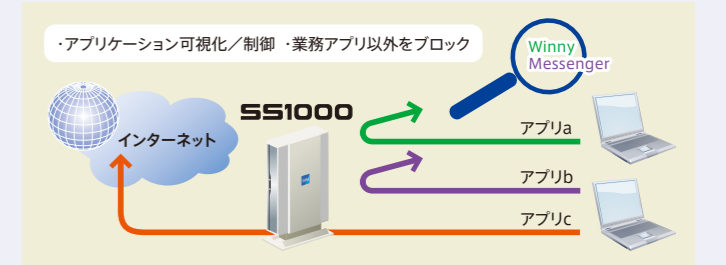 ・アプリケーション可視化／制御 ・業務アプリ以外をブロック
Winny
Messenger
SS1000
インターネット
アプリa
アプリb
アプリc